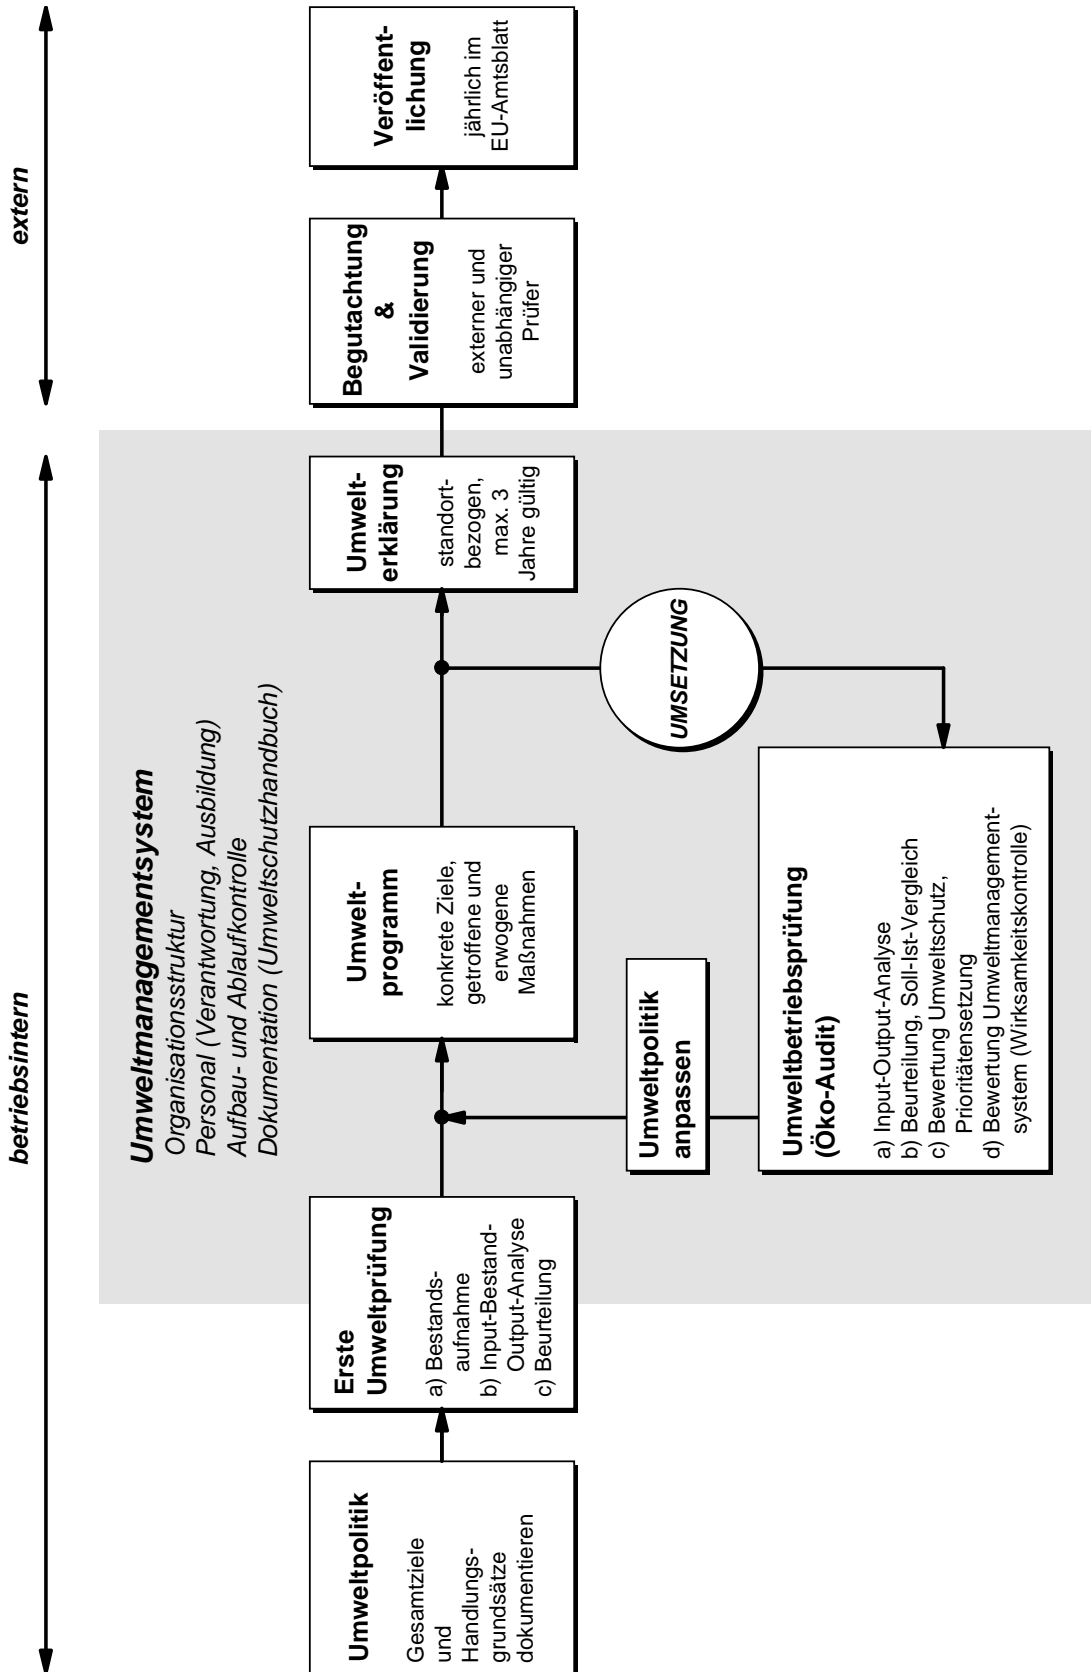 betriebsintern
extern
Umweltmanagementsystem
Organisationsstruktur
Personal (Verantwortung, Ausbildung)
Aufbau- und Ablaufkontrolle
Dokumentation (Umweltschutzhandbuch)
Umweltpolitik
Gesamtziele
und
Handlungs-
grundsätze
dokumentieren
Erste
Umweltprüfung
a) Bestands-
aufnahme
b) Input-Bestand-
Output-Analyse
c) Beurteilung
Umwelt-
programm
konkrete Ziele,
getroffene und
erwogene
Maßnahmen
Umwelt-
erklärung
standort-
bezogen,
max. 3
Jahre gültig
Begutachtung
&
Validierung
externer und
unabhängiger
Prüfer
Veröffent-
lichung
jährlich im
EU-Amtsblatt
Umweltpolitik
anpassen
UMSETZUNG
Umweltbetriebsprüfung
(Öko-Audit)
a) Input-Output-Analyse
b) Beurteilung, Soll-Ist-Vergleich
c) Bewertung Umweltschutz,
Prioritätensetzung
d) Bewertung Umweltmanagement-
system (Wirksamkeitskontrolle)